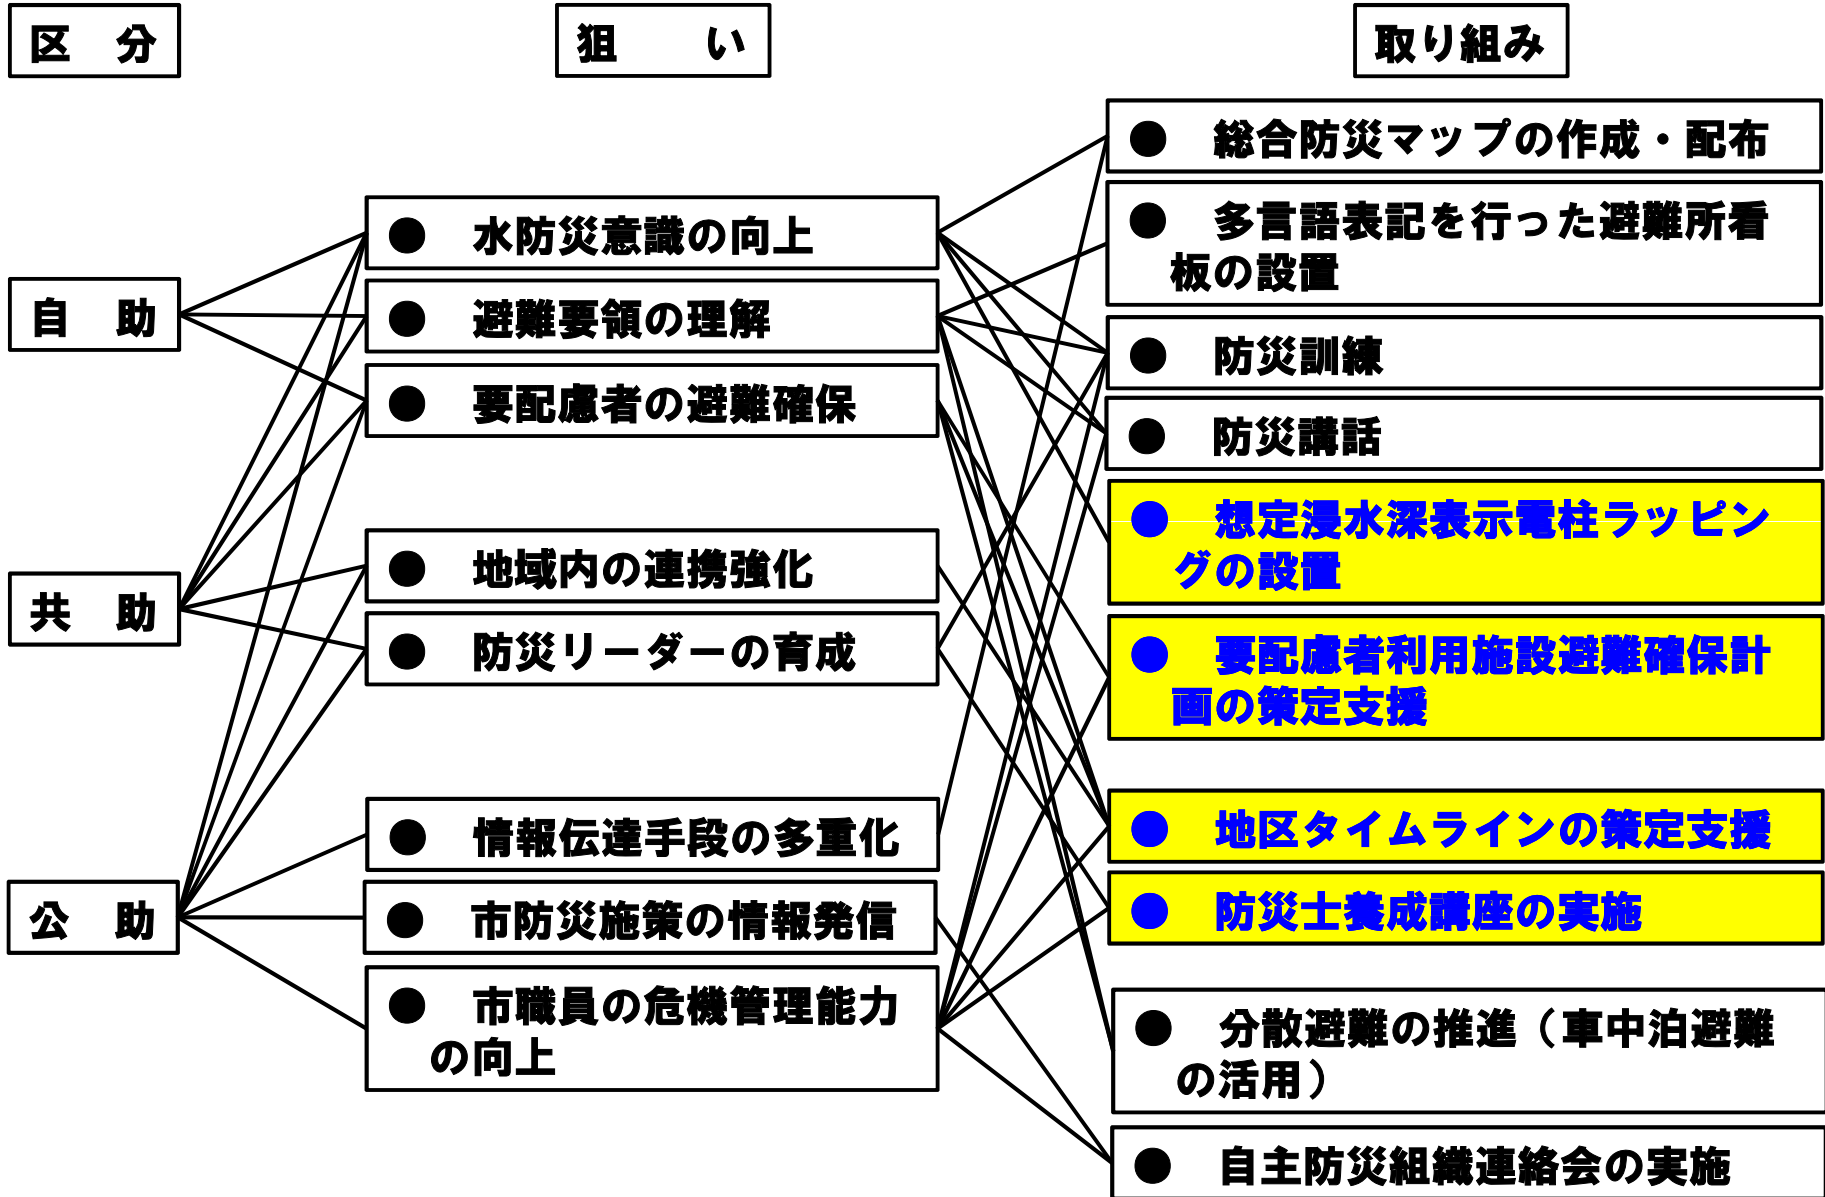 区　分
狙　　い
取り組み
自　助
共　助
公　助
●　水防災意識の向上
●　避難要領の理解
●　要配慮者の避難確保
●　地域内の連携強化
●　防災リーダーの育成
●　情報伝達手段の多重化
●　市防災施策の情報発信
●　市職員の危機管理能力
の向上
●　総合防災マップの作成・配布
●　多言語表記を行った避難所看
板の設置
●　防災訓練
●　防災講話
●　想定浸水深表示電柱ラッピン
グの設置
●　要配慮者利用施設避難確保計
画の策定支援
●　地区タイムラインの策定支援
●　防災士養成講座の実施
●　分散避難の推進（車中泊避難
の活用）
●　自主防災組織連絡会の実施